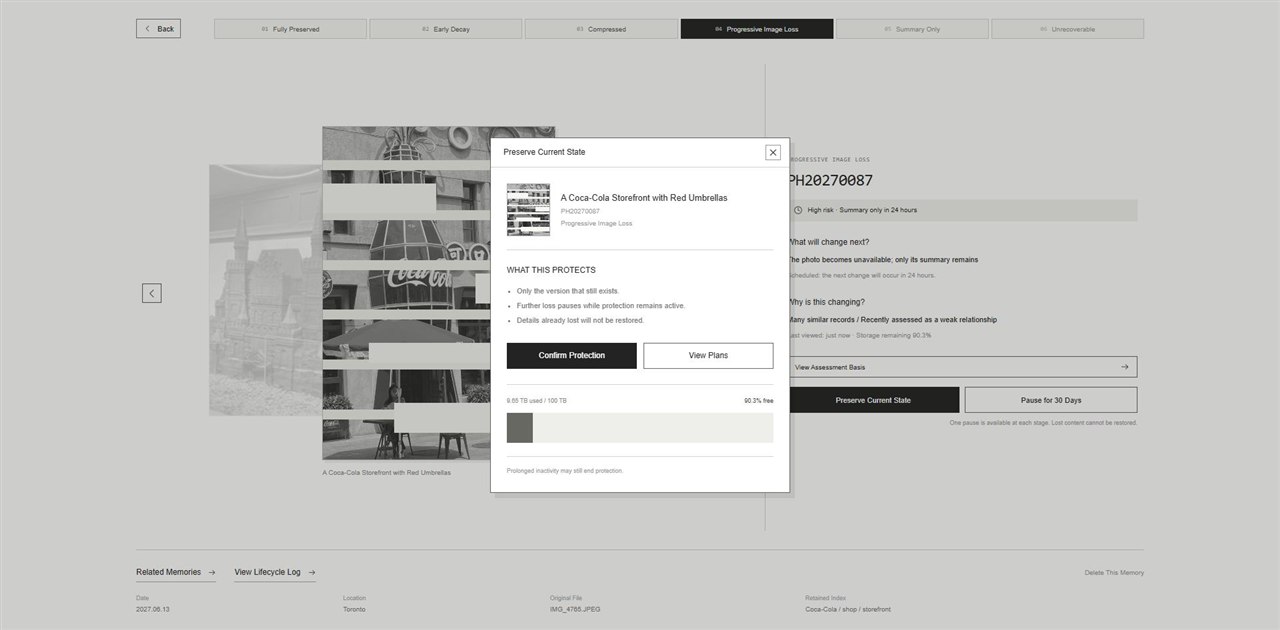 Back
01 Fully Preserved
02 Early Decay
03 Compressed
04 Progressive Image Loss
05 Summary Only
06 Unrecoverable
Coca-Cola
A Coca-Cola Storefront with Red Umbrellas
Preserve Current State
A Coca-Cola Storefront with Red Umbrellas
PH20270087
Progressive Image Loss
WHAT THIS PROTECTS
• Only the version that still exists.
• Further loss pauses while protection remains active.
• Details already lost will not be restored.
Confirm Protection
View Plans
9.65 TB used / 100 TB
90.3% free
Prolonged inactivity may still end protection.
ROGRESSIVE IMAGE LOSS
PH20270087
High risk · Summary only in 24 hours
What will change next?
The photo becomes unavailable; only its summary remains
Scheduled: the next change will occur in 24 hours.
Why is this changing?
Many similar records / Recently assessed as a weak relationship
Last viewed: just now · Storage remaining 90.3%
View Assessment Basis
Preserve Current State
Pause for 30 Days
One pause is available at each stage. Lost content cannot be restored.
Related Memories
View Lifecycle Log
Delete This Memory
Date
2027.06.13
Location
Toronto
Original File
IMG_4765.JPEG
Retained Index
Coca-Cola / shop / storefront